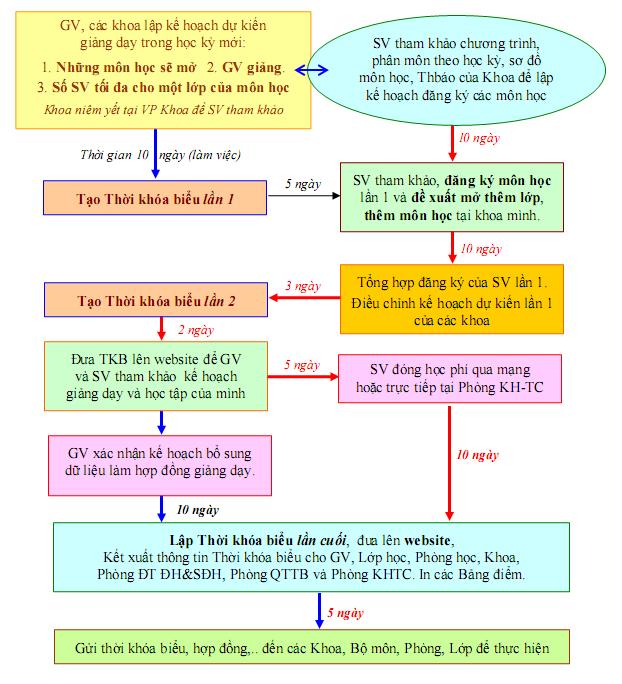 GV, các khoa lập kế hoạch dự kiến
giảng dạy trong học kỳ mới:
1. Những môn học sẽ mở 2. GV giảng.
3. Số SV tối đa cho một lớp của môn học
Khoa niêm yết tại VP Khoa để SV tham khảo
SV tham khảo chương trình,
phân môn theo học kỳ, sơ đồ
môn học, Thbáo của Khoa để lập
kế hoạch đăng ký các môn học
Thời gian 10 ngày (làm việc)
10 ngày
Tạo Thời khóa biểu lần 1
5 ngày
SV tham khảo, đăng ký môn học
lần 1 và đề xuất mở thêm lớp,
thêm môn học tại khoa mình.
10 ngày
Tạo Thời khóa biểu lần 2
3 ngày
Tổng hợp đăng ký của SV lần 1.
Điều chỉnh kế hoạch dự kiến lần 1
của các khoa
2 ngày
Đưa TKB lên website để GV
và SV tham khảo kế hoạch
giảng dạy và học tập của mình
5 ngày
SV đóng học phí qua mạng
hoặc trực tiếp tại Phòng KH-TC
GV xác nhận kế hoạch bổ sung
dữ liệu làm hợp đồng giảng dạy.
10 ngày
10 ngày
Lập Thời khóa biểu lần cuối, đưa lên website,
Kết xuất thông tin Thời khóa biểu cho GV, Lớp học, Phòng học, Khoa,
Phòng ĐT ĐH&SĐH, Phòng QTTB và Phòng KHTC. In các Bảng điểm.
5 ngày
Gửi thời khóa biểu, hợp đồng,.. đến các Khoa, Bộ môn, Phòng, Lớp để thực hiện